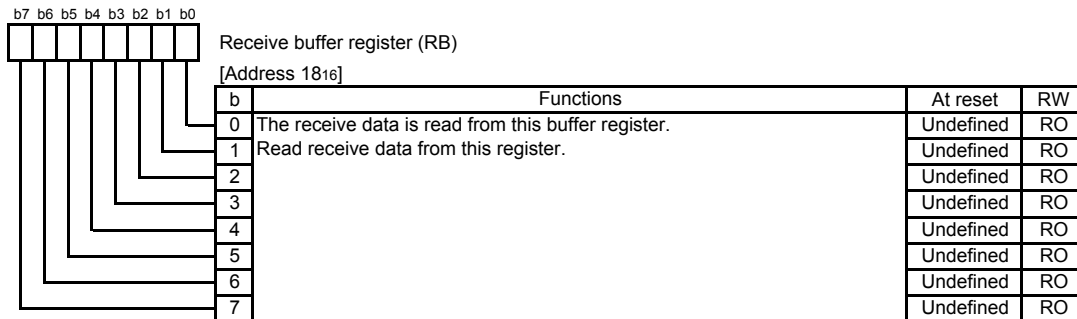 b7 b6 b5 b4 b3 b2 b1 b0
Receive buffer register (RB)
[Address 1816]
b Functions At reset RW
0 The receive data is read from this buffer register. Undefined RO
1 Read receive data from this register. Undefined RO
2 Undefined RO
3 Undefined RO
4 Undefined RO
5 Undefined RO
6 Undefined RO
7 Undefined RO